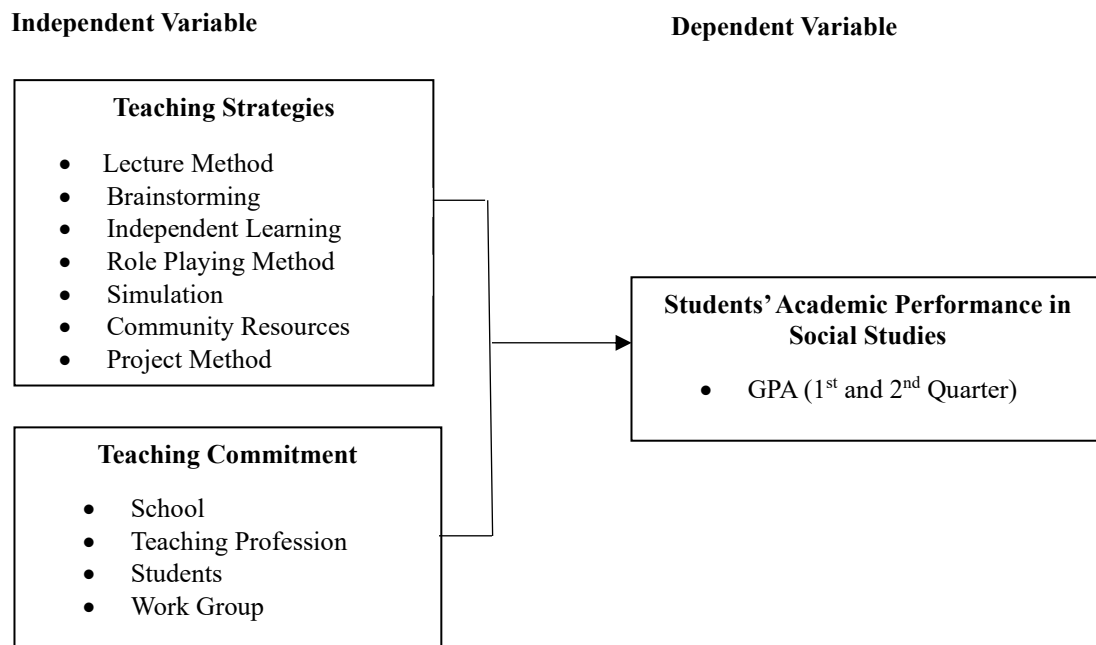 Independent Variable
Dependent Variable
Teaching Strategies
• Lecture Method
• Brainstorming
• Independent Learning
• Role Playing Method
• Simulation
• Community Resources
• Project Method
Teaching Commitment
• School
• Teaching Profession
• Students
• Work Group
Students’ Academic Performance in
Social Studies
• GPA (1st and 2nd Quarter)